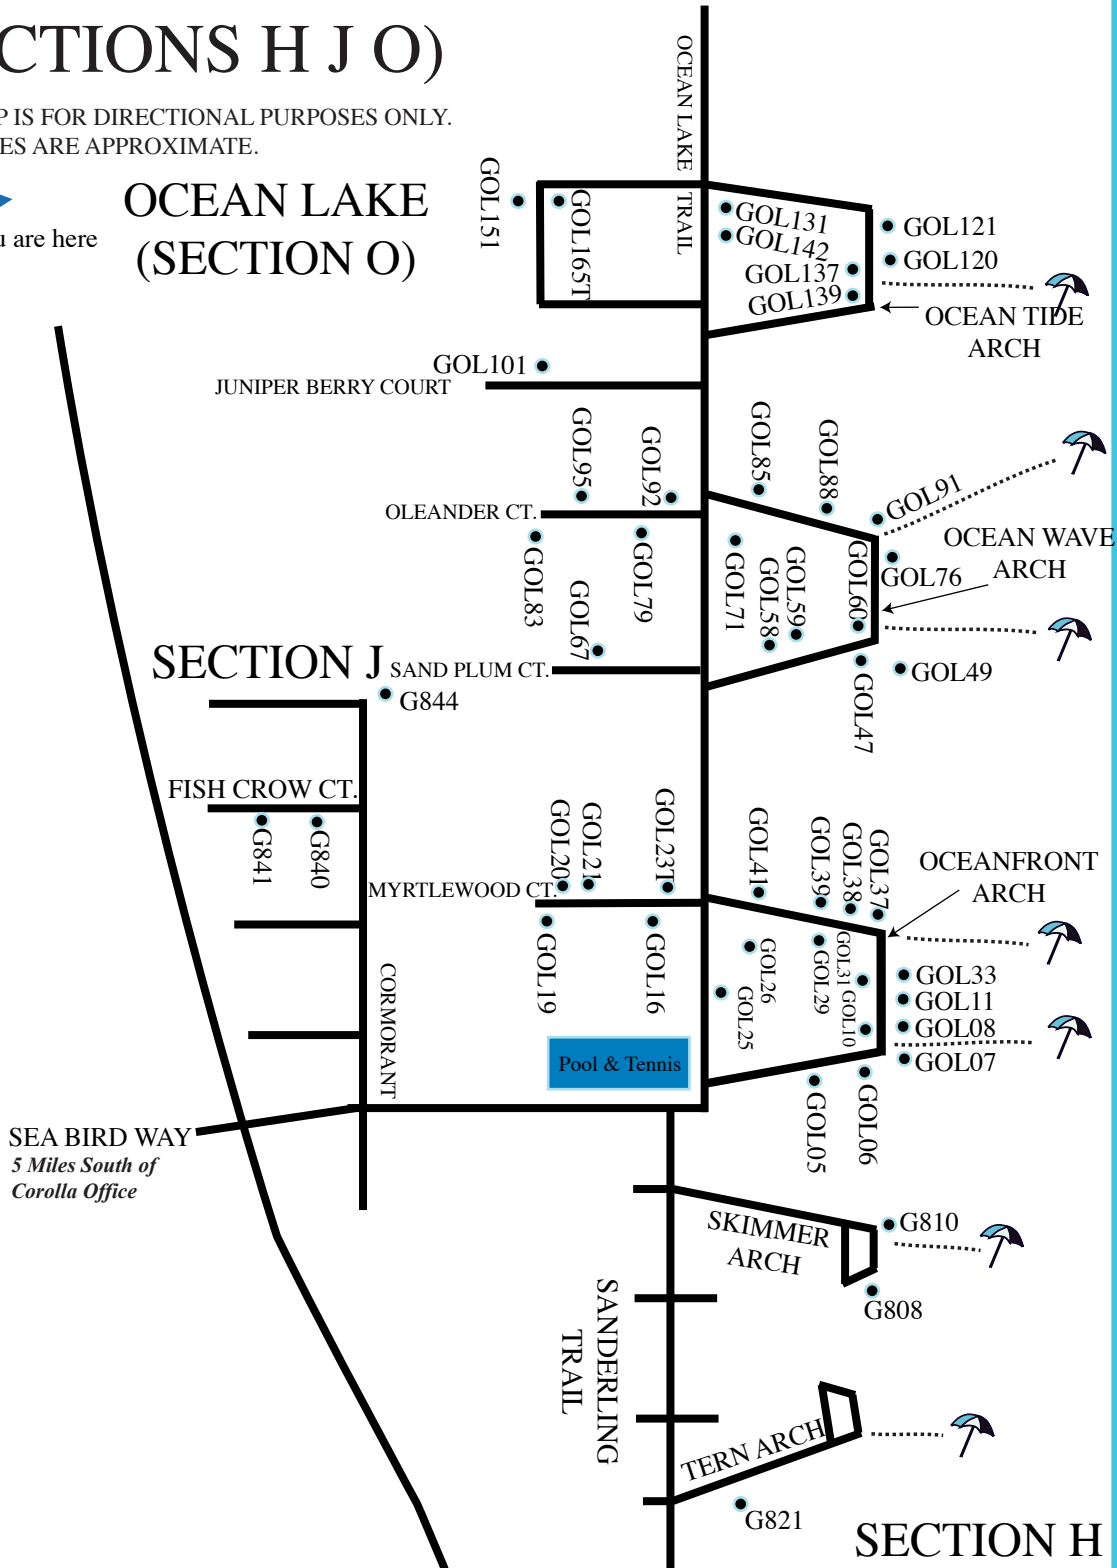 CTIONS H J O)
P IS FOR DIRECTIONAL PURPOSES ONLY.
ES ARE APPROXIMATE.
u are here
OCEAN LAKE
(SECTION O)
OCEAN LAKE
TRAIL
GOL151
GOL165T
GOL131
GOL142
GOL137
GOL139
GOL121
GOL120
OCEAN TIDE
ARCH
GOL101
JUNIPER BERRY COURT
GOL95
GOL92
GOL85
GOL88
GOL91
OLEANDER CT.
OCEAN WAVE
ARCH
GOL83
GOL79
GOL67
GOL71
GOL58
GOL59
GOL60
GOL76
SECTION J
SAND PLUM CT.
GOL49
GOL47
G844
FISH CROW CT.
G841
G840
GOL20
GOL21
GOL23T
GOL41
GOL39
GOL38
GOL37
OCEANFRONT
ARCH
MYRTLEWOOD CT.
GOL19
GOL16
GOL26
GOL25
GOL29
GOL31
GOL10
GOL33
GOL11
GOL08
GOL07
CORMORANT
Pool & Tennis
GOL05
GOL06
SEA BIRD WAY
5 Miles South of
Corolla Office
SKIMMER
ARCH
G810
G808
SANDERLING
TRAIL
TERN ARCH
G821
SECTION H